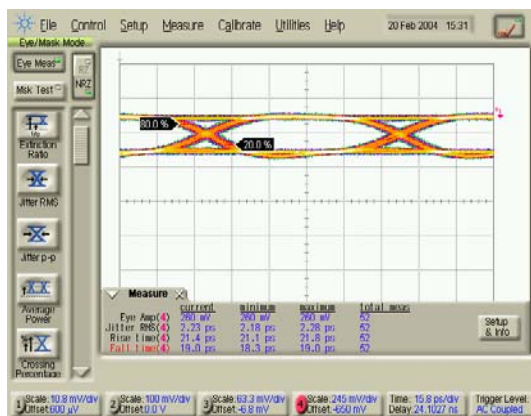 File Control Setup Measure Calibrate Utilities Help 20 Feb 2004 15:31
Eye/Mask Mode
Eye Meas
NRZ
Msk Test
Extinction
Ratio
Jitter RMS
Jitter p-p
Average
Power
Crossing
Percentage
80.0 %
20.0 %
Measure
current minimum maximum total meas
Eye Amp(4) 260 mV 260 mV 260 mV 52
Jitter RMS(4) 2.23 ps 2.18 ps 2.28 ps 52
Rise time(4) 21.4 ps 21.1 ps 21.8 ps 52
Fall time(4) 19.0 ps 18.3 ps 19.0 ps 52
Setup
& Info
1 Scale:10.8 mV/div
Offset:600 µV
2 Scale:100 mV/div
Offset:0.0 V
3 Scale:63.3 mV/div
Offset:-6.8 mV
4 Scale:245 mV/div
Offset:-650 mV
Time:15.8 ps/div
Delay:24.1027 ns
Trigger Level
AC Coupled